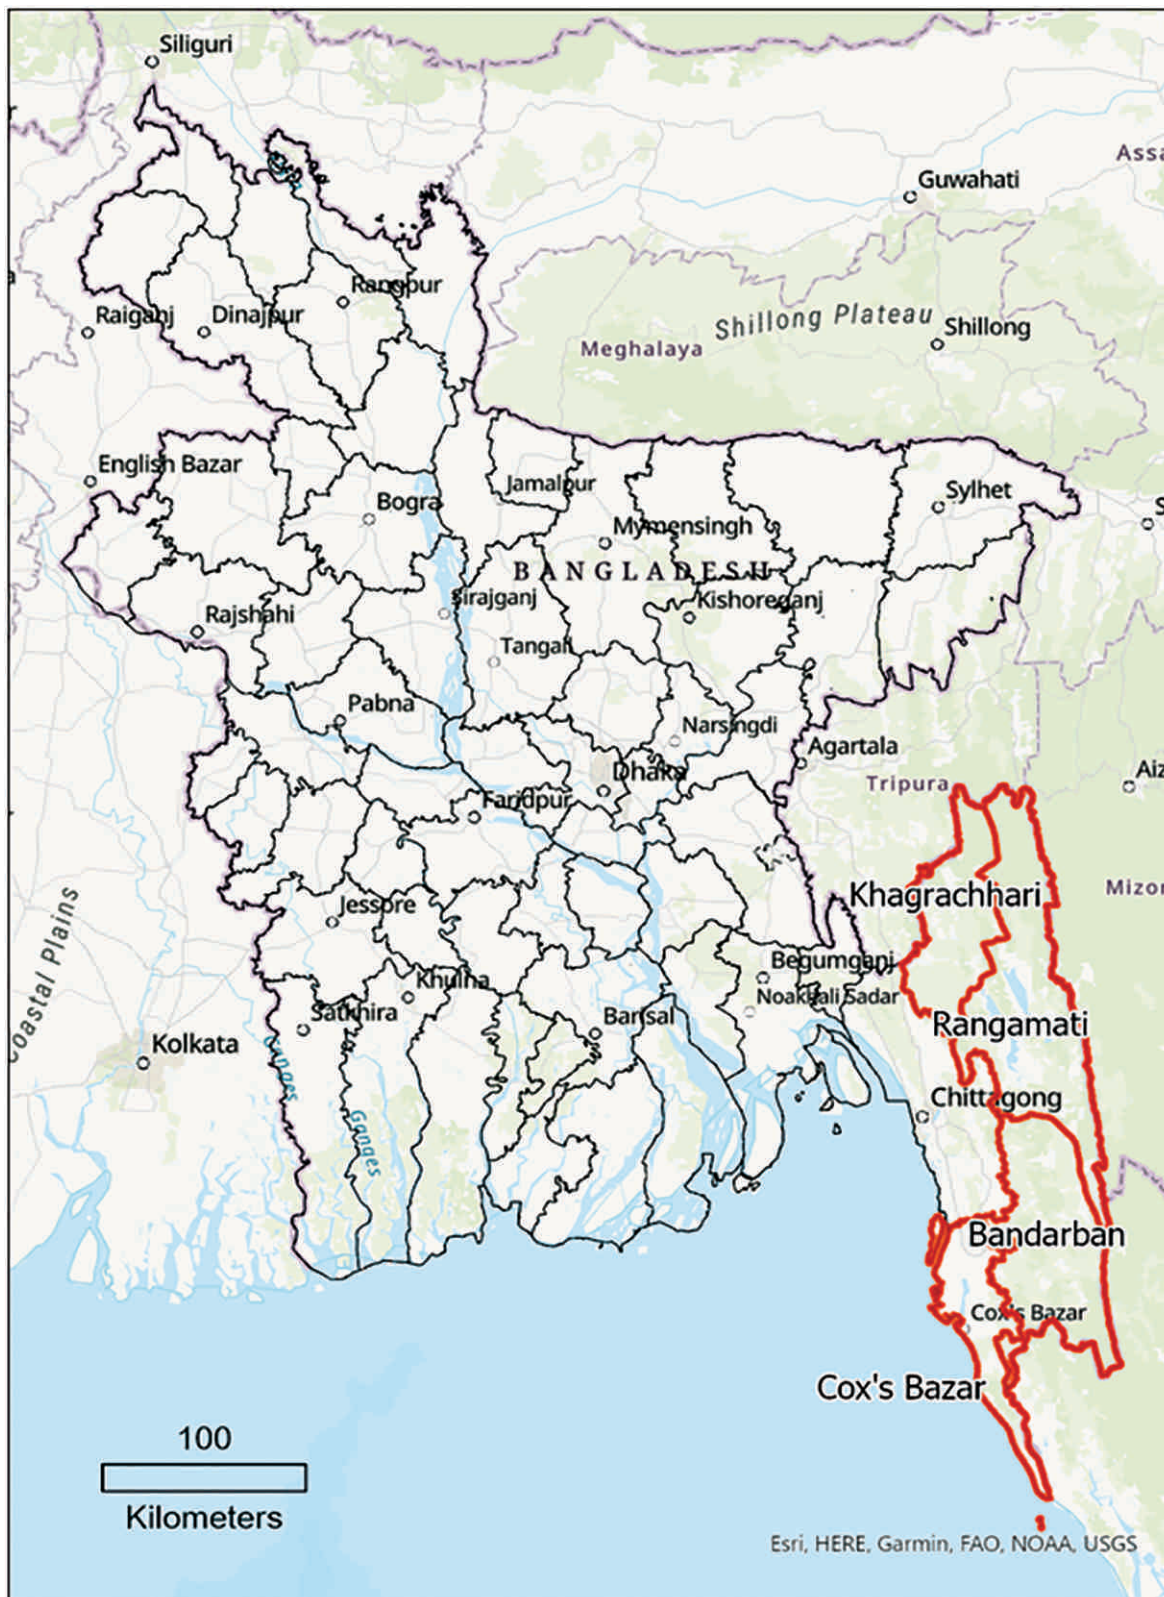 Siliguri
Guwahati
Assa
Rangpur
Raiganj
Dinajpur
Shillong Plateau
Shillong
Meghalaya
English Bazar
Jamalpur
Sylhet
Bogra
Mymensingh
BANGLADESH
Sirajganj
Kishoreganj
Rajshahi
Tangail
Pabna
Narsingdi
Agartala
Dhaka
Tripura
Aiz
Faridpur
Khagrachhari
Mizor
Jessore
Coastal Plains
Begumganj
Khulna
Noakhali Sadar
Satkhira
Barisal
Rangamati
Kolkata
Ganges
Chittagong
Ganges
Bandarban
Cox's Bazar
Cox's Bazar
100
Kilometers
Esri, HERE, Garmin, FAO, NOAA, USGS